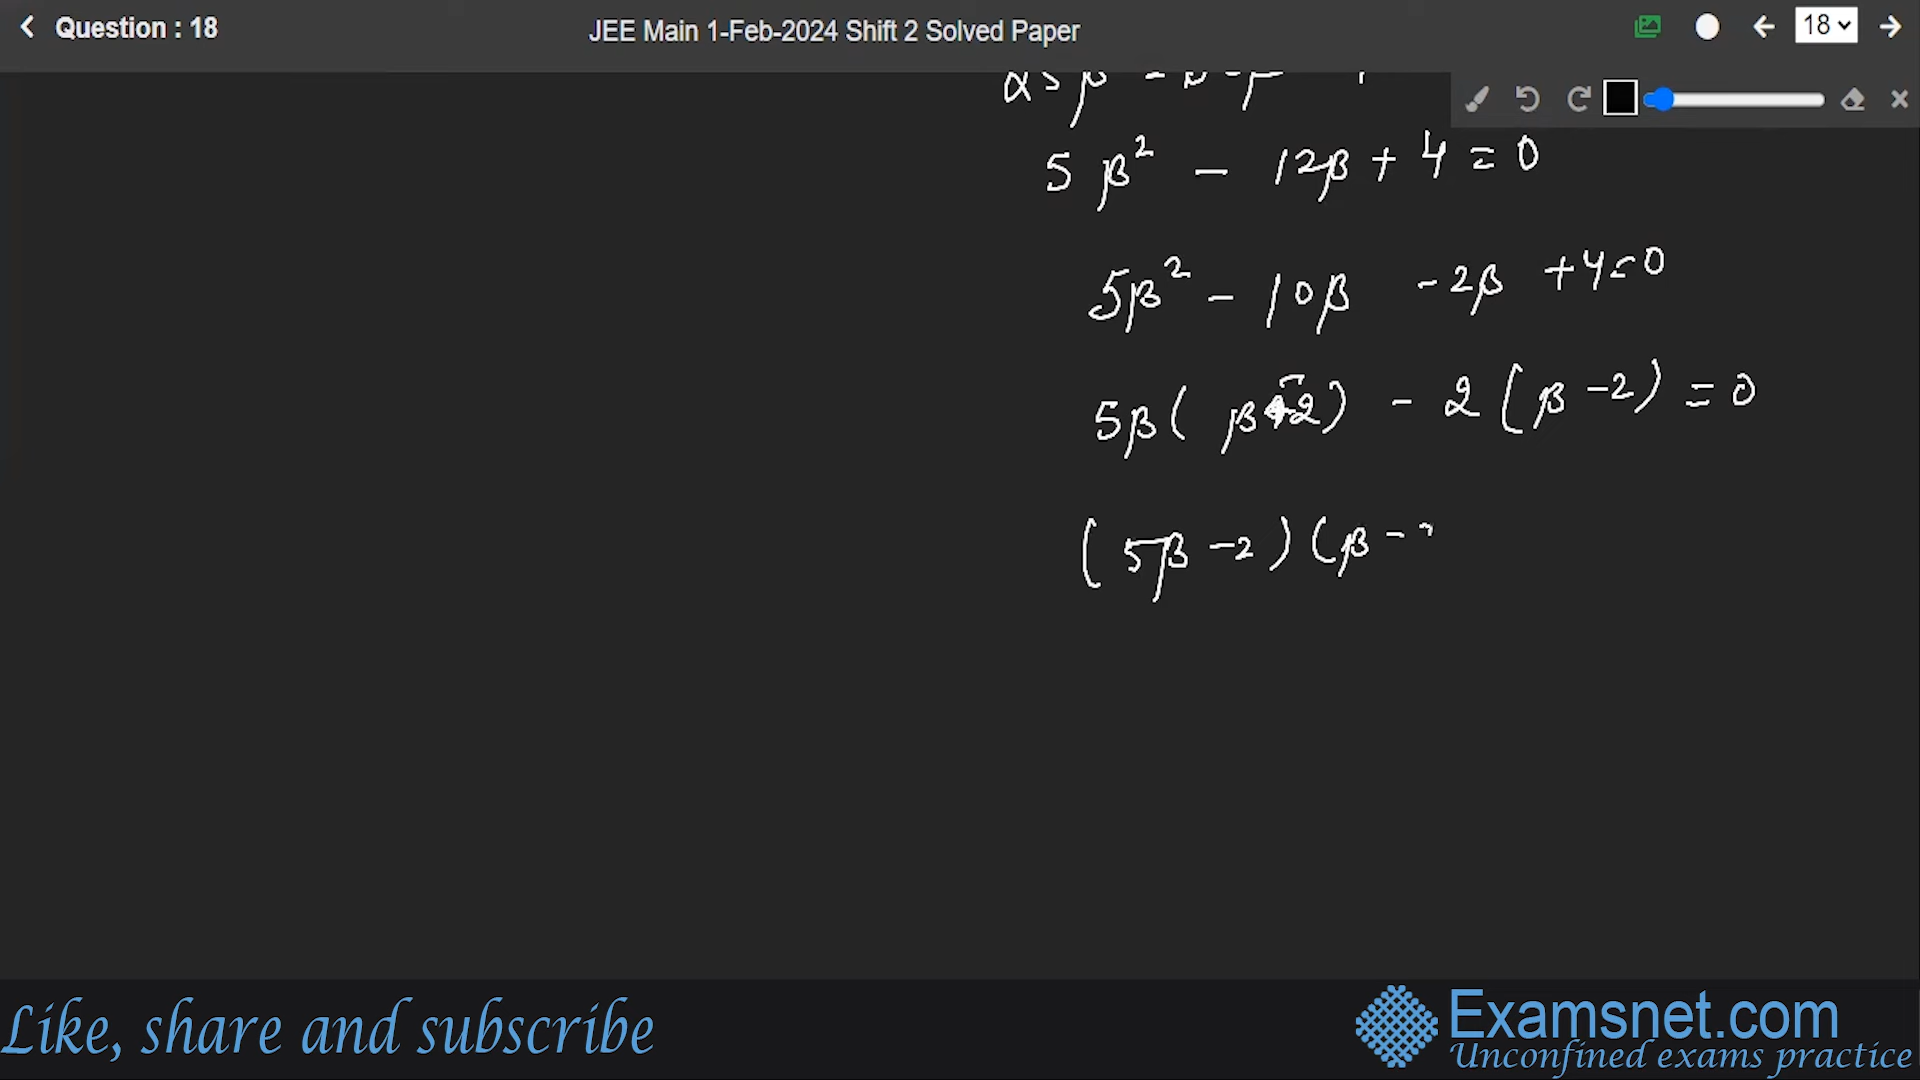 Question : 18
JEE Main 1-Feb-2024 Shift 2 Solved Paper
18
5β² - 12β + 4 = 0
5β² - 10β - 2β + 4 = 0
5β(β-2) - 2(β-2) = 0
(5β-2)(β-
Like, share and subscribe
Examsnet.com
Unconfined exams practice